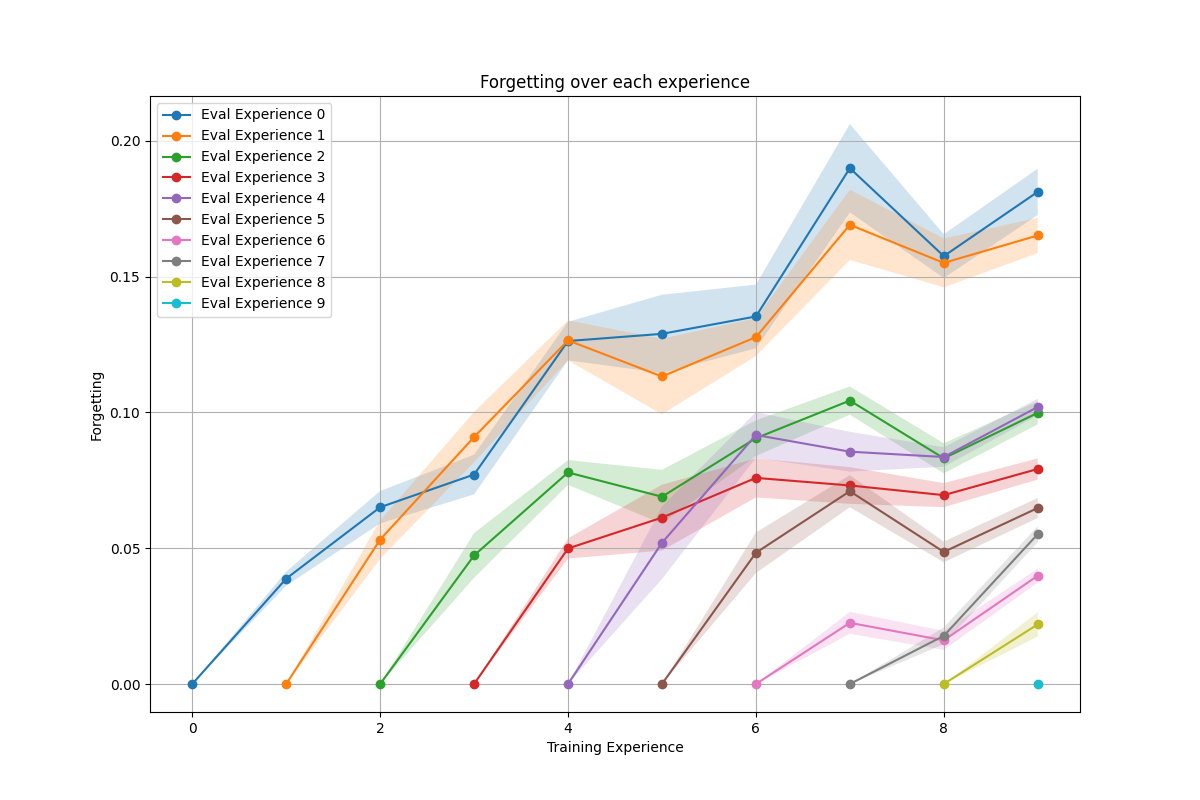 Forgetting over each experience
Eval Experience 0
Eval Experience 1
Eval Experience 2
Eval Experience 3
Eval Experience 4
Eval Experience 5
Eval Experience 6
Eval Experience 7
Eval Experience 8
Eval Experience 9
0.20
0.15
0.10
0.05
0.00
Forgetting
0 2 4 6 8
Training Experience